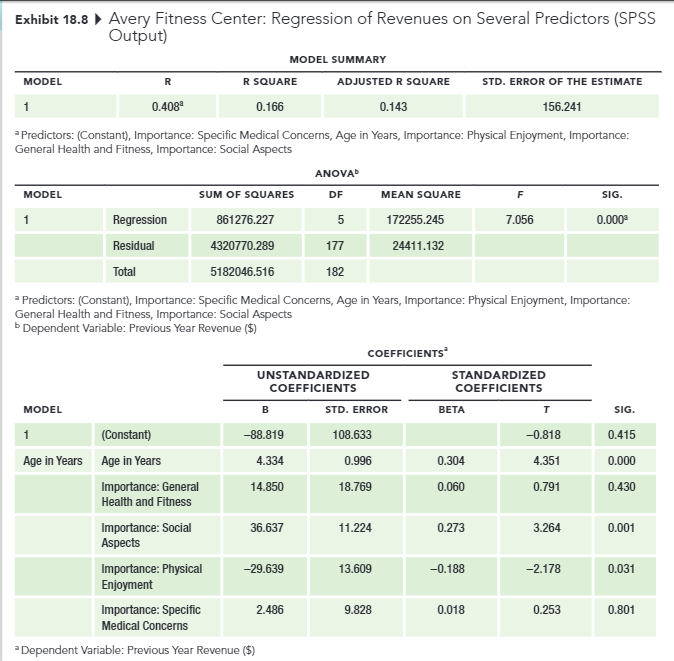 Exhibit 18.8 ▶ Avery Fitness Center: Regression of Revenues on Several Predictors (SPSS
Output)
MODEL SUMMARY
MODEL R R SQUARE ADJUSTED R SQUARE STD. ERROR OF THE ESTIMATE
1 0.408ª 0.166 0.143 156.241
ª Predictors: (Constant), Importance: Specific Medical Concerns, Age in Years, Importance: Physical Enjoyment, Importance:
General Health and Fitness, Importance: Social Aspects
ANOVAᵇ
MODEL SUM OF SQUARES DF MEAN SQUARE F SIG.
1 Regression 861276.227 5 172255.245 7.056 0.000ª
Residual 4320770.289 177 24411.132
Total 5182046.516 182
ª Predictors: (Constant), Importance: Specific Medical Concerns, Age in Years, Importance: Physical Enjoyment, Importance:
General Health and Fitness, Importance: Social Aspects
ᵇ Dependent Variable: Previous Year Revenue ($)
COEFFICIENTSª
UNSTANDARDIZED STANDARDIZED
COEFFICIENTS COEFFICIENTS
MODEL B STD. ERROR BETA T SIG.
1 (Constant) −88.819 108.633 −0.818 0.415
Age in Years Age in Years 4.334 0.996 0.304 4.351 0.000
Importance: General 14.850 18.769 0.060 0.791 0.430
Health and Fitness
Importance: Social 36.637 11.224 0.273 3.264 0.001
Aspects
Importance: Physical −29.639 13.609 −0.188 −2.178 0.031
Enjoyment
Importance: Specific 2.486 9.828 0.018 0.253 0.801
Medical Concerns
ª Dependent Variable: Previous Year Revenue ($)